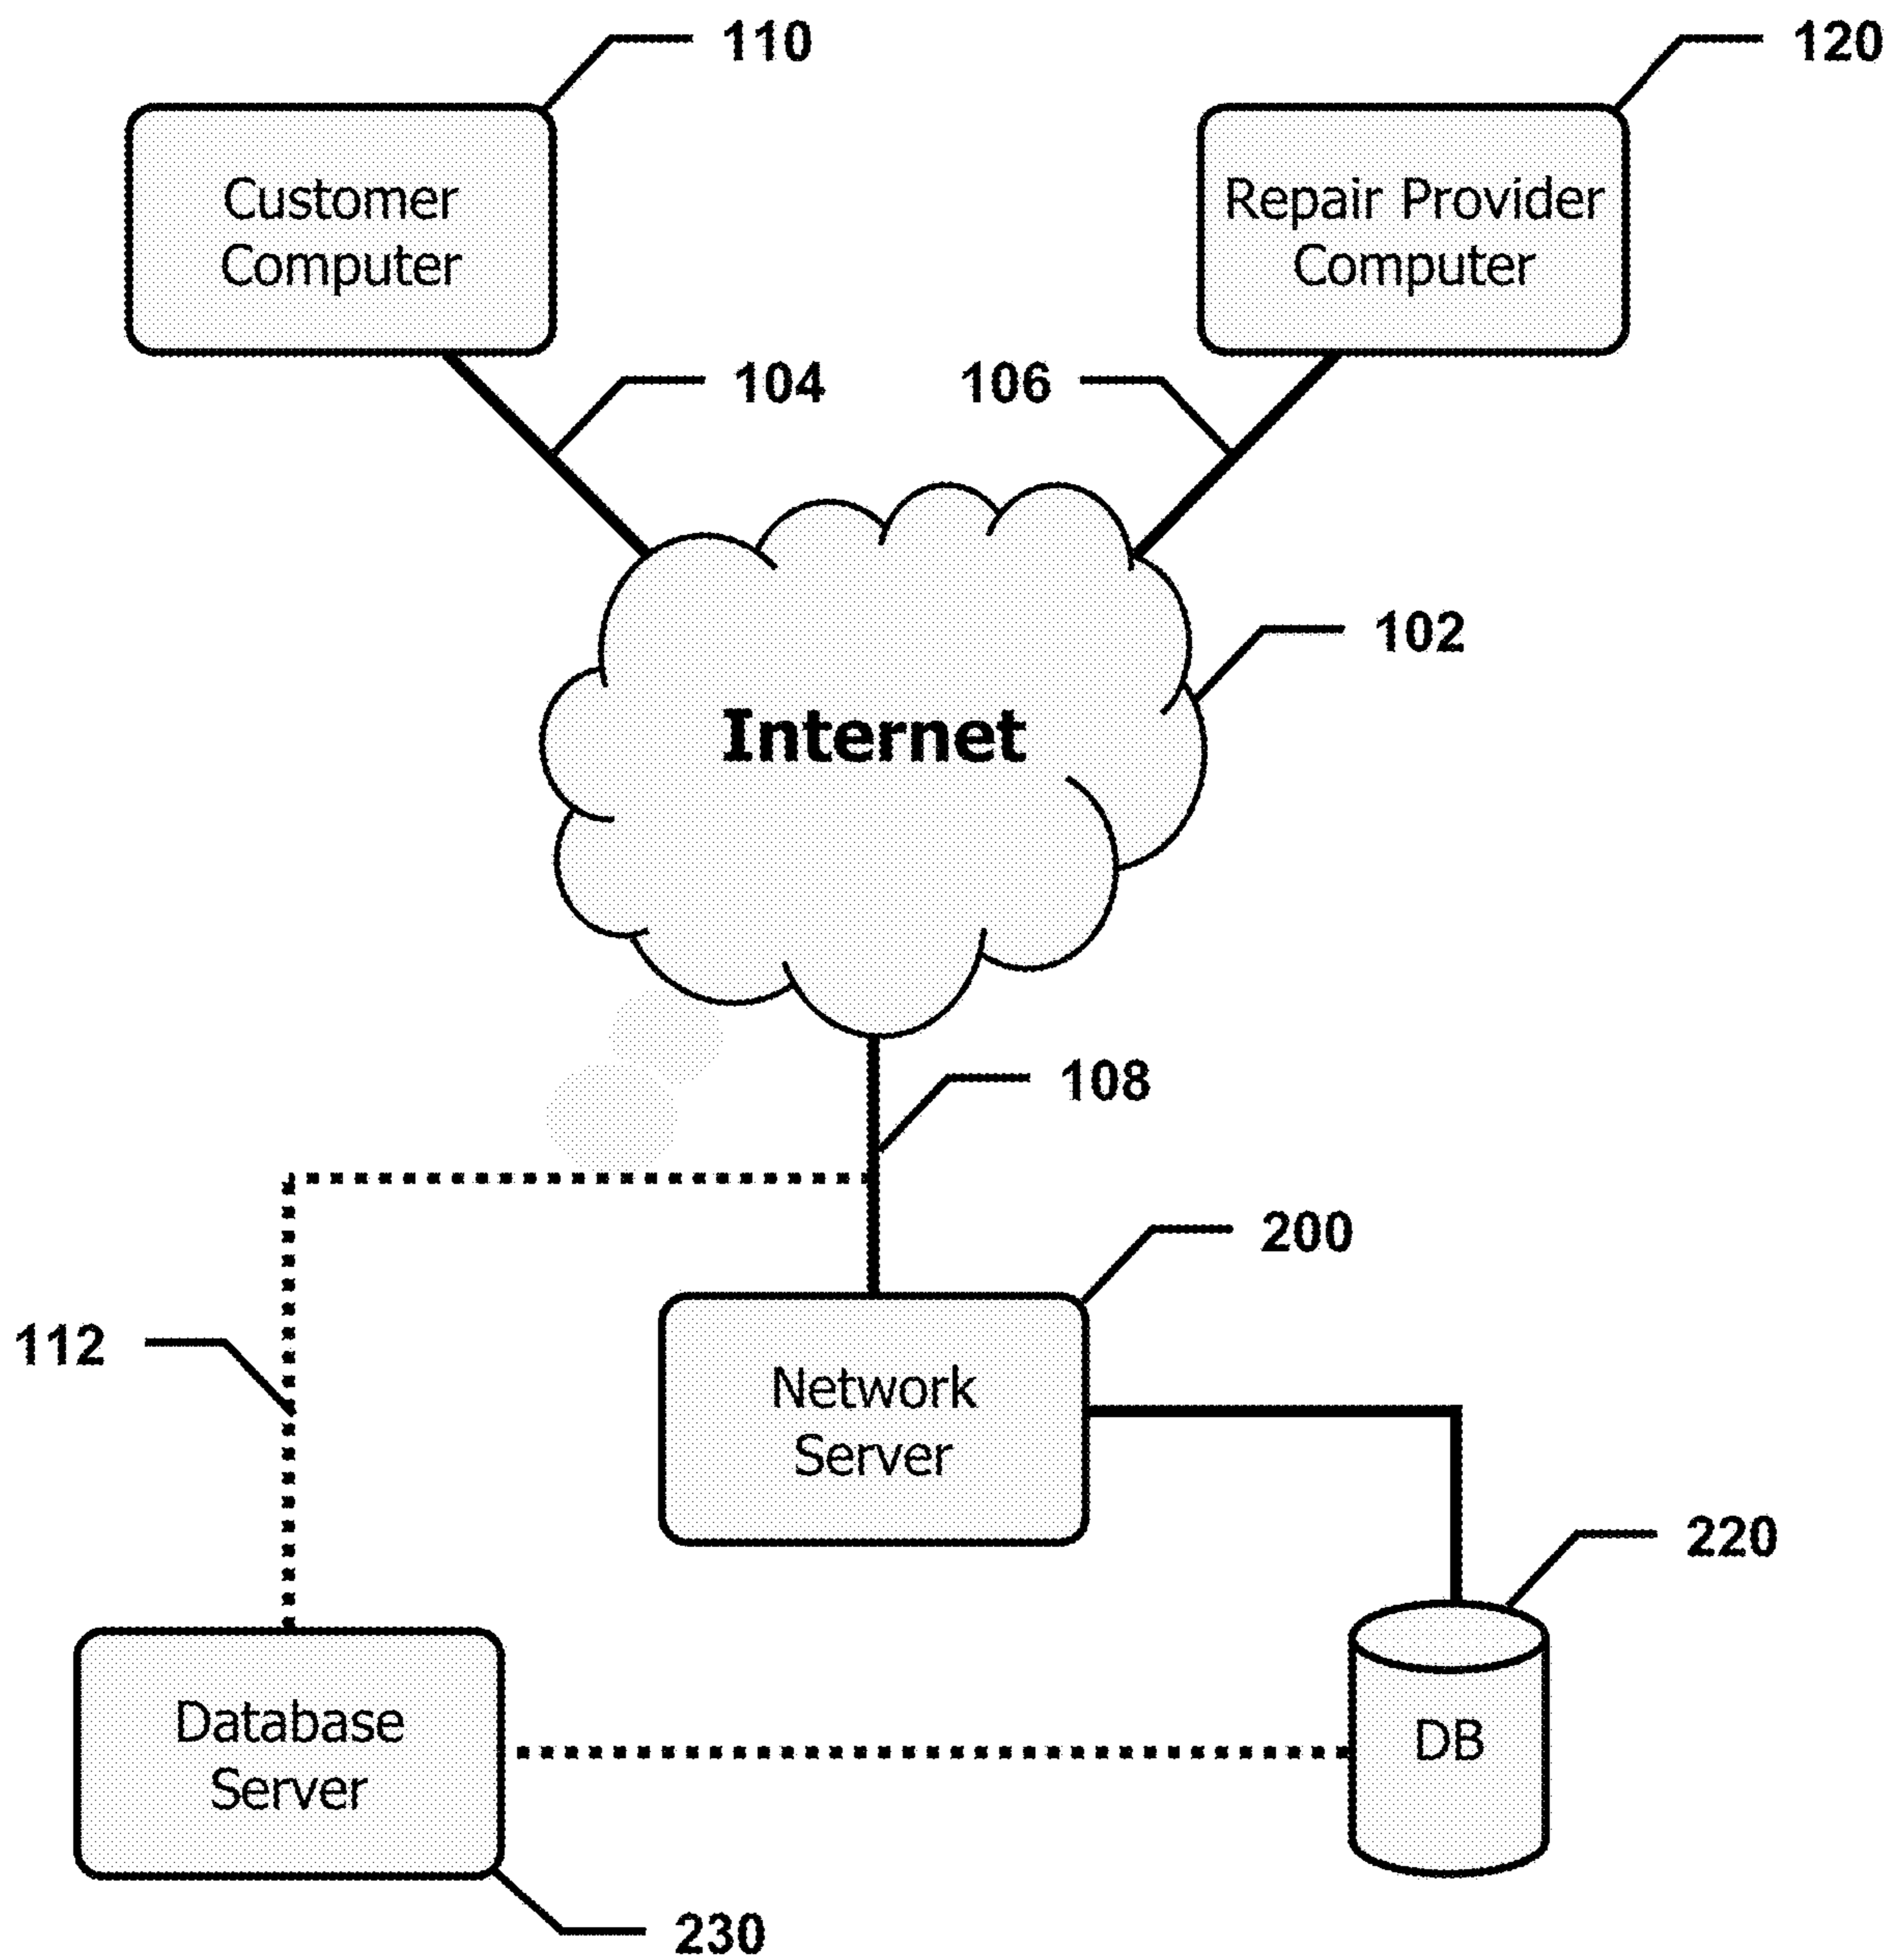 110
120
Customer
Computer
Repair Provider
Computer
104
106
102
Internet
108
200
112
Network
Server
220
Database
Server
DB
230